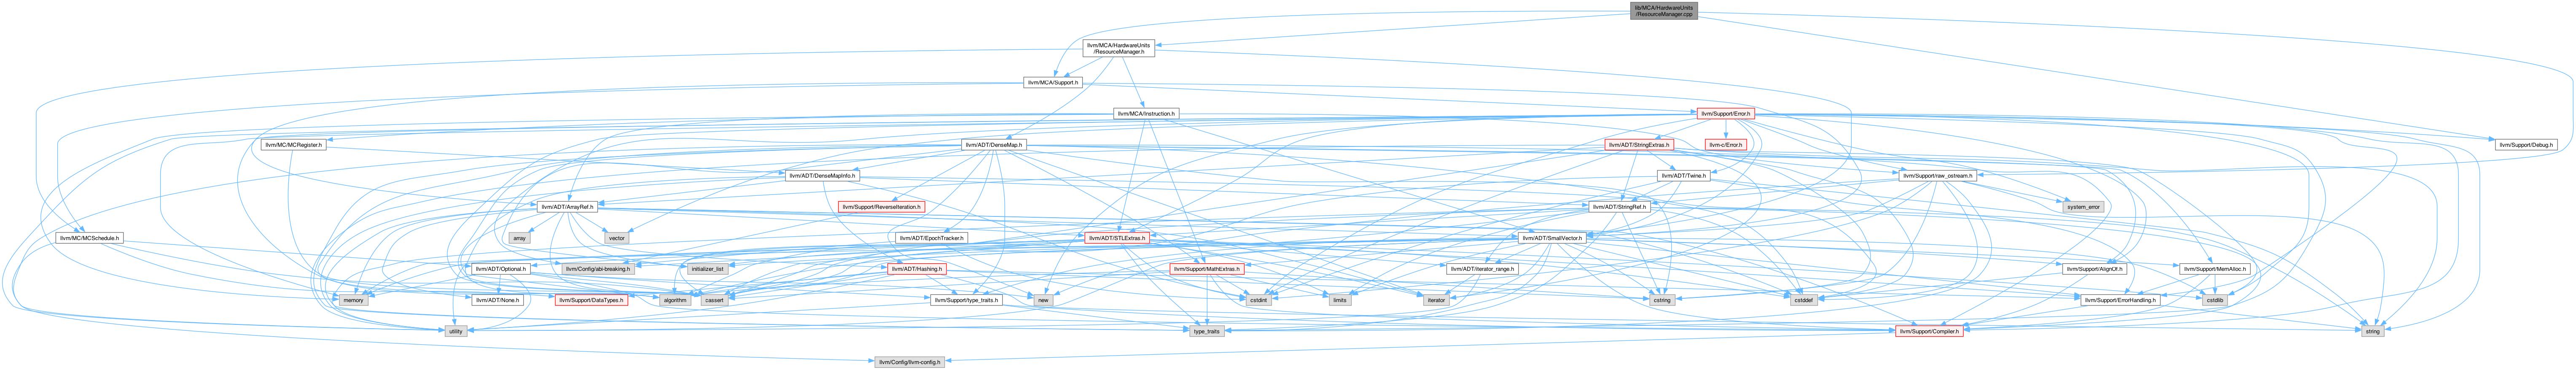 lib/MCA/HardwareUnits
/ResourceManager.cpp
llvm/MCA/HardwareUnits
/ResourceManager.h
llvm/MCA/Support.h
llvm/MCA/Instruction.h
llvm/Support/Error.h
llvm/MC/MCRegister.h
llvm/ADT/DenseMap.h
llvm/ADT/StringExtras.h
llvm-c/Error.h
llvm/Support/Debug.h
llvm/ADT/DenseMapInfo.h
llvm/ADT/Twine.h
llvm/Support/raw_ostream.h
llvm/ADT/ArrayRef.h
llvm/Support/ReverseIteration.h
llvm/ADT/StringRef.h
system_error
llvm/MC/MCSchedule.h
array
vector
llvm/ADT/EpochTracker.h
llvm/ADT/STLExtras.h
llvm/ADT/SmallVector.h
llvm/ADT/Optional.h
llvm/Config/abi-breaking.h
initializer_list
llvm/ADT/Hashing.h
llvm/Support/MathExtras.h
llvm/ADT/iterator_range.h
llvm/Support/AlignOf.h
llvm/Support/MemAlloc.h
memory
llvm/ADT/None.h
llvm/Support/DataTypes.h
algorithm
cassert
llvm/Support/type_traits.h
new
cstdint
limits
iterator
cstring
cstddef
llvm/Support/ErrorHandling.h
cstdlib
utility
type_traits
llvm/Support/Compiler.h
string
llvm/Config/llvm-config.h